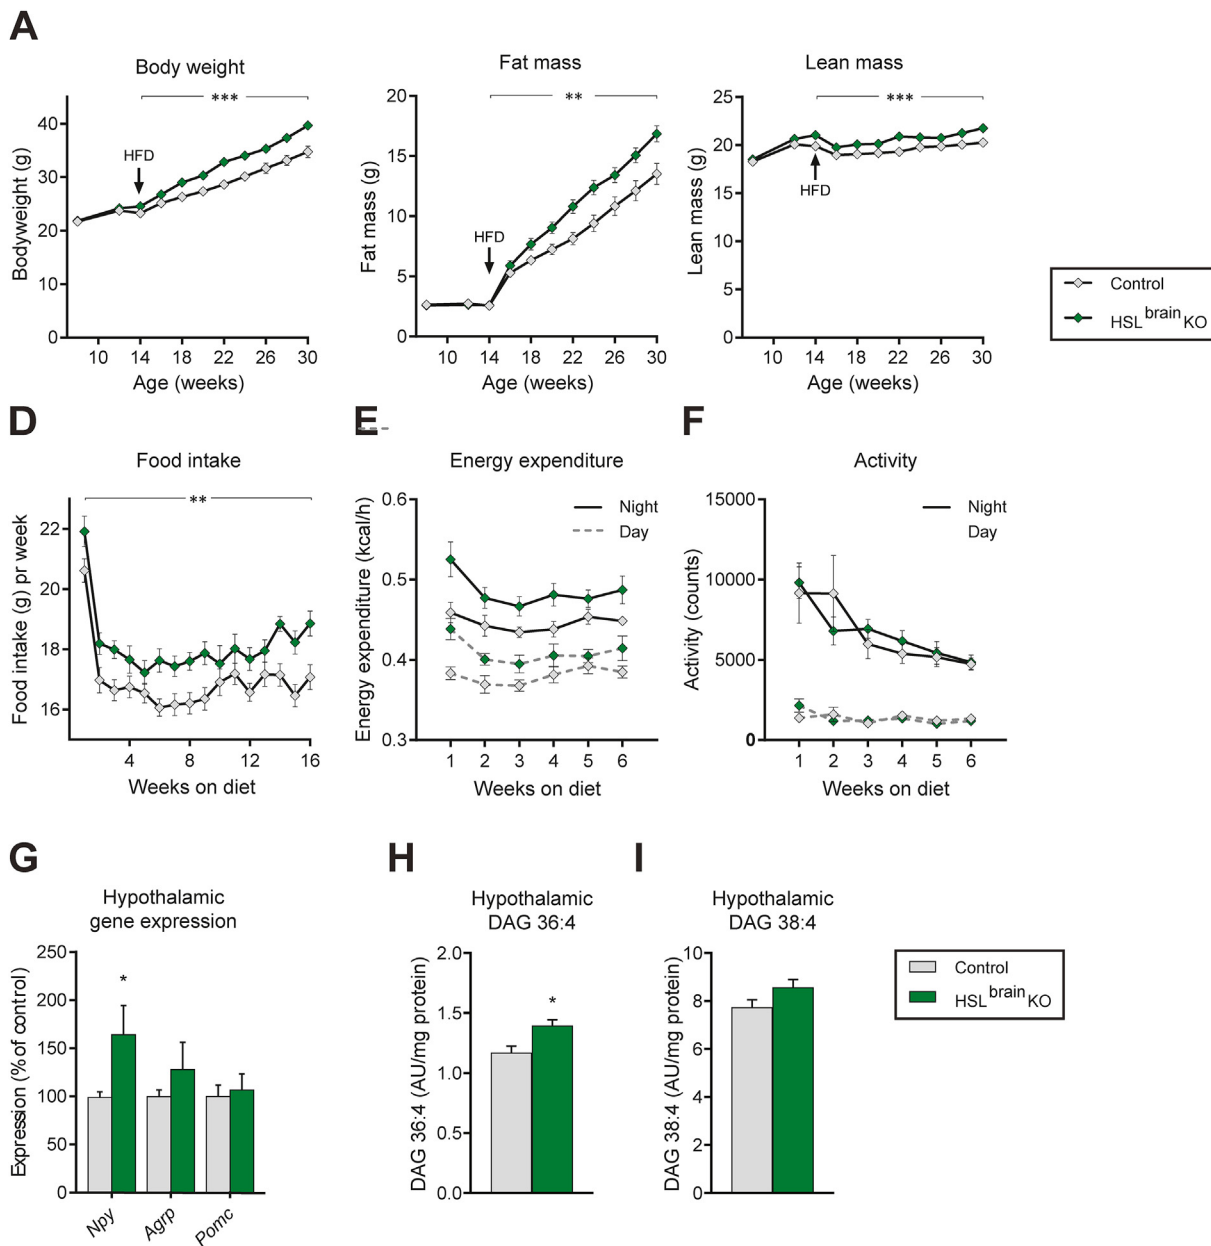 A
Body weight
Fat mass
Lean mass
***
**
***
Bodyweight (g)
40
30
20
10
0
HFD
10 14 18 22 26 30
Age (weeks)
Fat mass (g)
20
15
10
5
0
HFD
10 14 18 22 26 30
Age (weeks)
Lean mass (g)
25
20
15
10
5
0
HFD
10 14 18 22 26 30
Age (weeks)
Control
HSL brain KO
D
Food intake
**
Food intake (g) pr week
22
20
18
16
4 8 12 16
Weeks on diet
E
Energy expenditure
Night
Day
Energy expenditure (kcal/h)
0.6
0.5
0.4
0.3
1 2 3 4 5 6
Weeks on diet
F
Activity
Night
Day
Activity (counts)
15000
10000
5000
0
1 2 3 4 5 6
Weeks on diet
G
Hypothalamic
gene expression
Expression (% of control)
250
200
150
100
50
0
*
Npy
Agrp
Pomc
H
Hypothalamic
DAG 36:4
DAG 36:4 (AU/mg protein)
2.0
1.5
1.0
0.5
0.0
*
I
Hypothalamic
DAG 38:4
DAG 38:4 (AU/mg protein)
10
8
6
4
2
0
Control
HSL brain KO